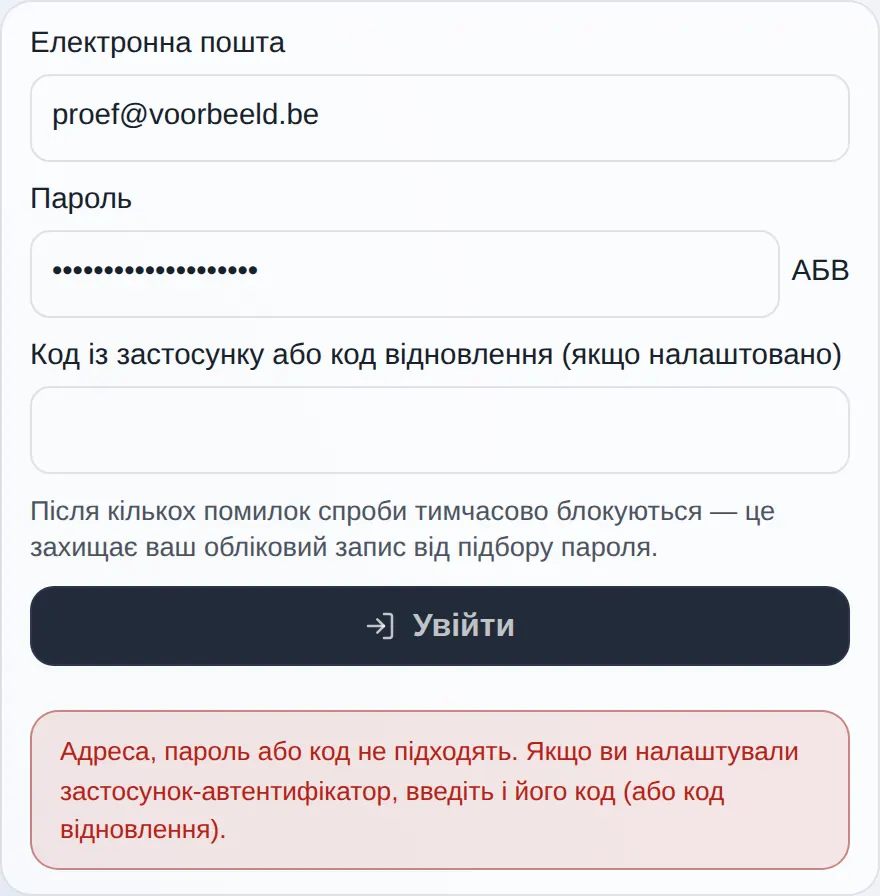 Електронна пошта
proef@voorbeeld.be
Пароль
••••••••••••••••••••
АБВ
Код із застосунку або код відновлення (якщо налаштовано)
Після кількох помилок спроби тимчасово блокуються — це
захищає ваш обліковий запис від підбору пароля.
Увійти
Адреса, пароль або код не підходять. Якщо ви налаштували
застосунок-автентифікатор, введіть і його код (або код
відновлення).